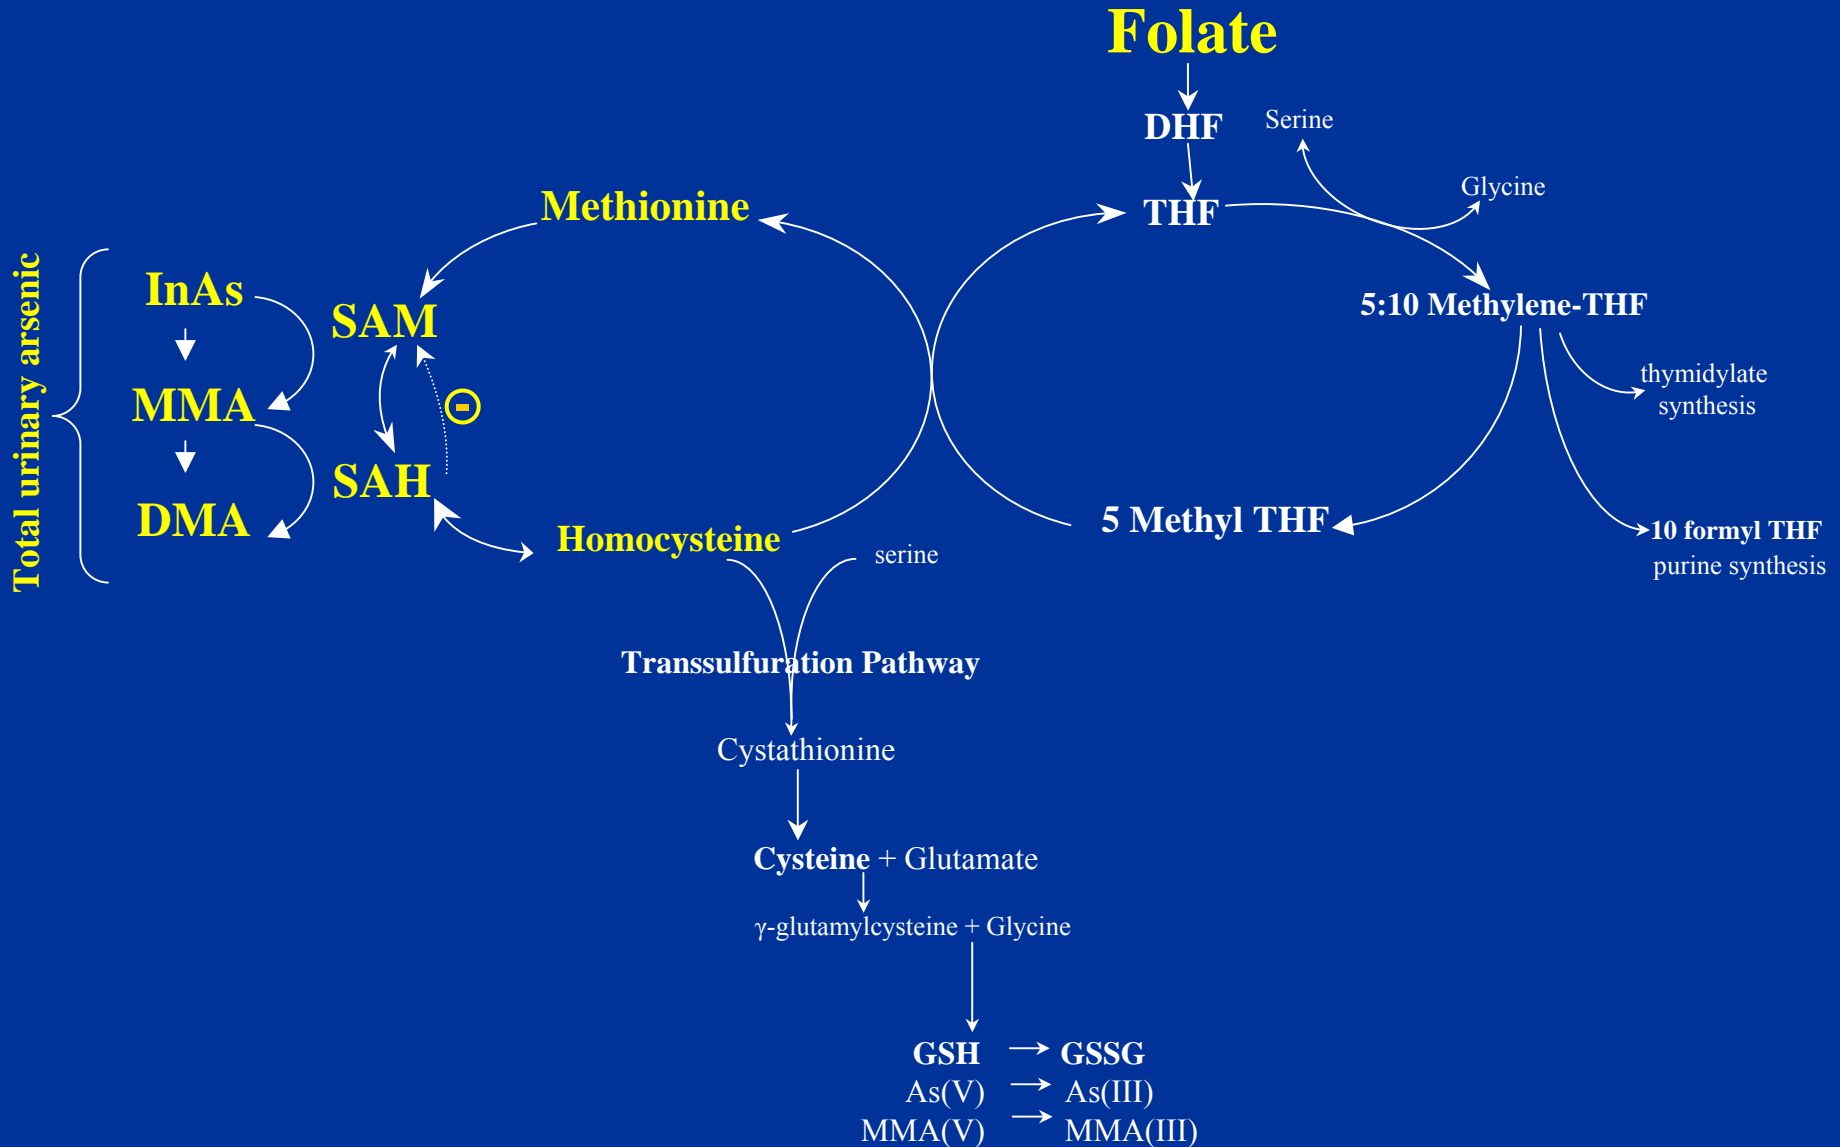 Folate
DHF
Serine
Glycine
THF
Methionine
InAs
SAM
5:10 Methylene-THF
Total urinary arsenic
thymidylate
synthesis
MMA
-
SAH
DMA
5 Methyl THF
Homocysteine
serine
10 formyl THF
purine synthesis
Transsulfuration Pathway
Cystathionine
Cysteine + Glutamate
γ-glutamylcysteine + Glycine
GSH → GSSG
As(V) → As(III)
MMA(V) → MMA(III)